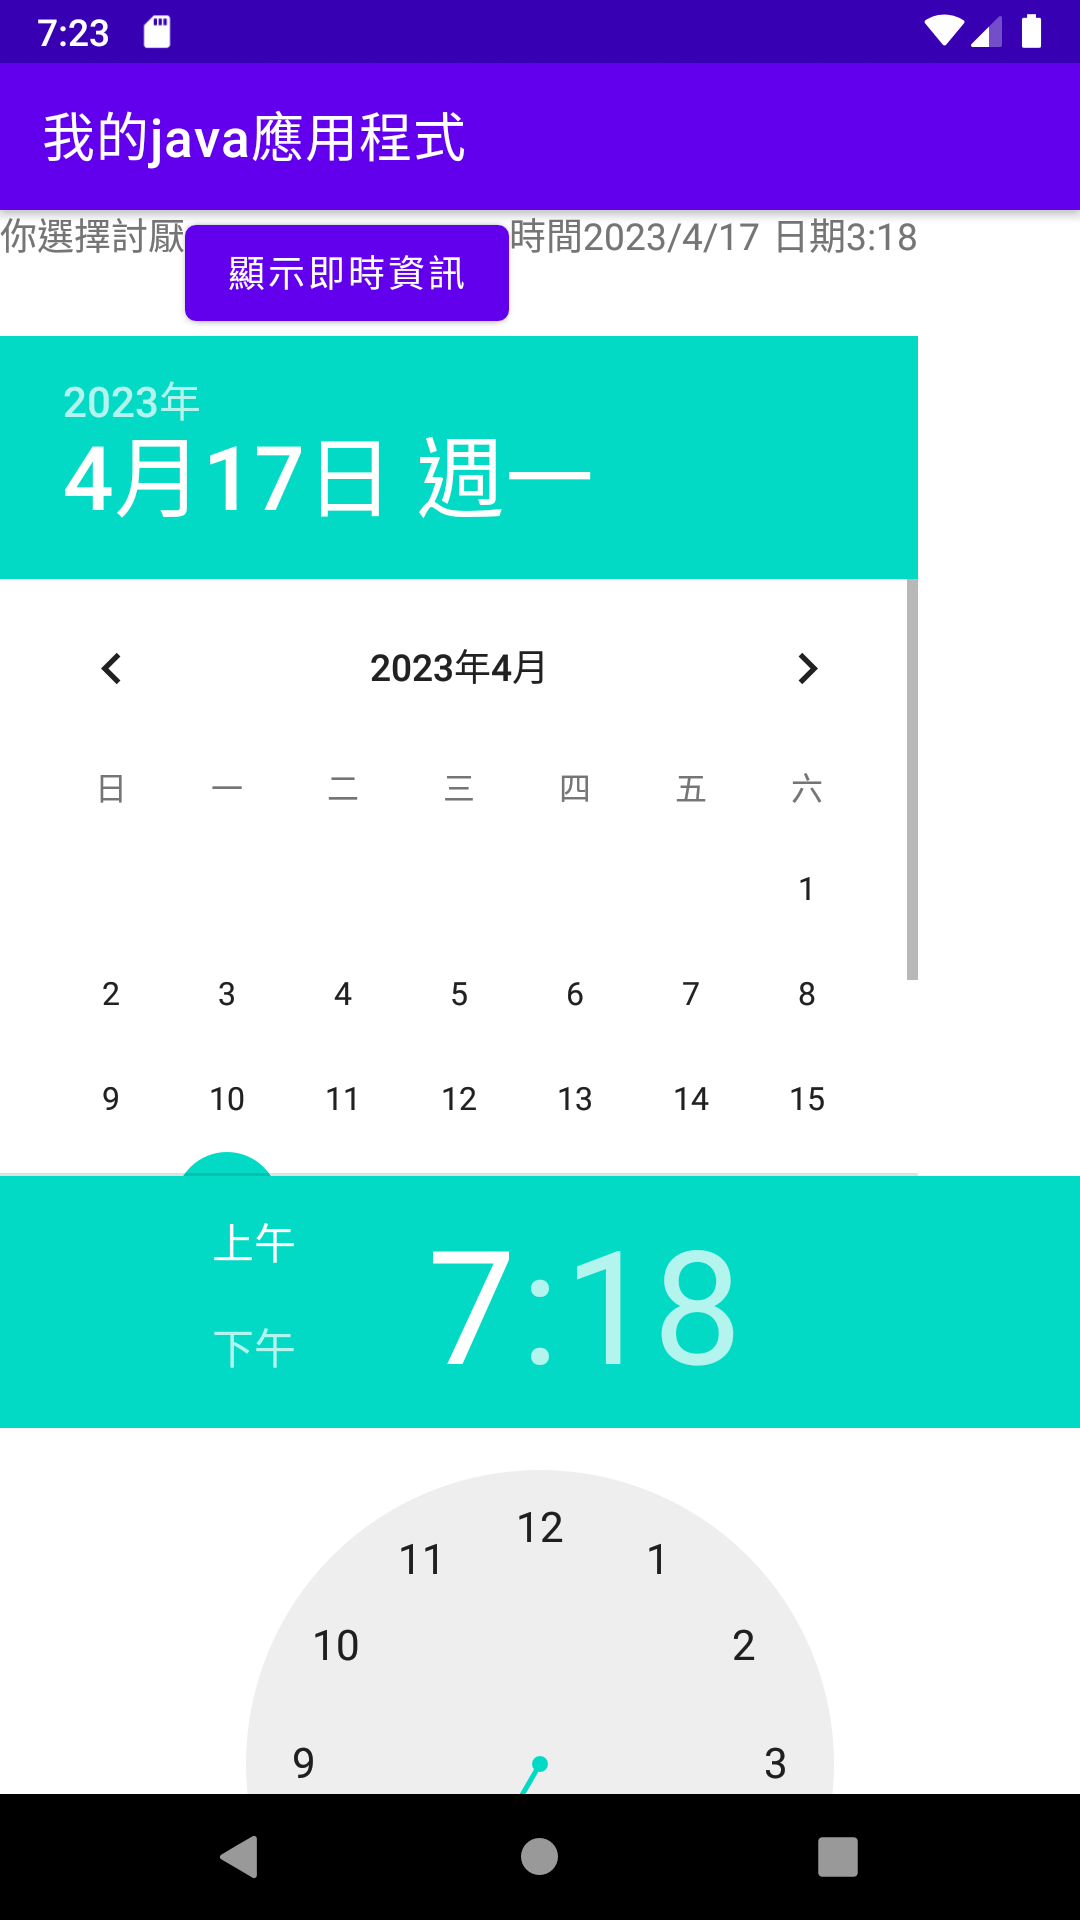 7:23
我的java應用程式
你選擇討厭
顯示即時資訊
時間2023/4/17 日期3:18
2023年
4月17日 週一
2023年4月
日 一 二 三 四 五 六
1
2 3 4 5 6 7 8
9 10 11 12 13 14 15
上午
下午
7:18
12
11 1
10 2
9 3